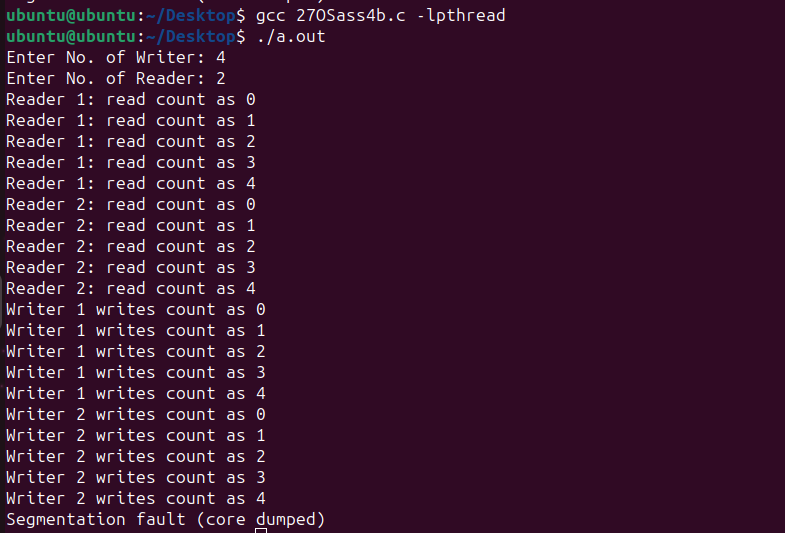 ubuntu@ubuntu:~/Desktop$ gcc 27OSass4b.c -lpthread
ubuntu@ubuntu:~/Desktop$ ./a.out
Enter No. of Writer: 4
Enter No. of Reader: 2
Reader 1: read count as 0
Reader 1: read count as 1
Reader 1: read count as 2
Reader 1: read count as 3
Reader 1: read count as 4
Reader 2: read count as 0
Reader 2: read count as 1
Reader 2: read count as 2
Reader 2: read count as 3
Reader 2: read count as 4
Writer 1 writes count as 0
Writer 1 writes count as 1
Writer 1 writes count as 2
Writer 1 writes count as 3
Writer 1 writes count as 4
Writer 2 writes count as 0
Writer 2 writes count as 1
Writer 2 writes count as 2
Writer 2 writes count as 3
Writer 2 writes count as 4
Segmentation fault (core dumped)